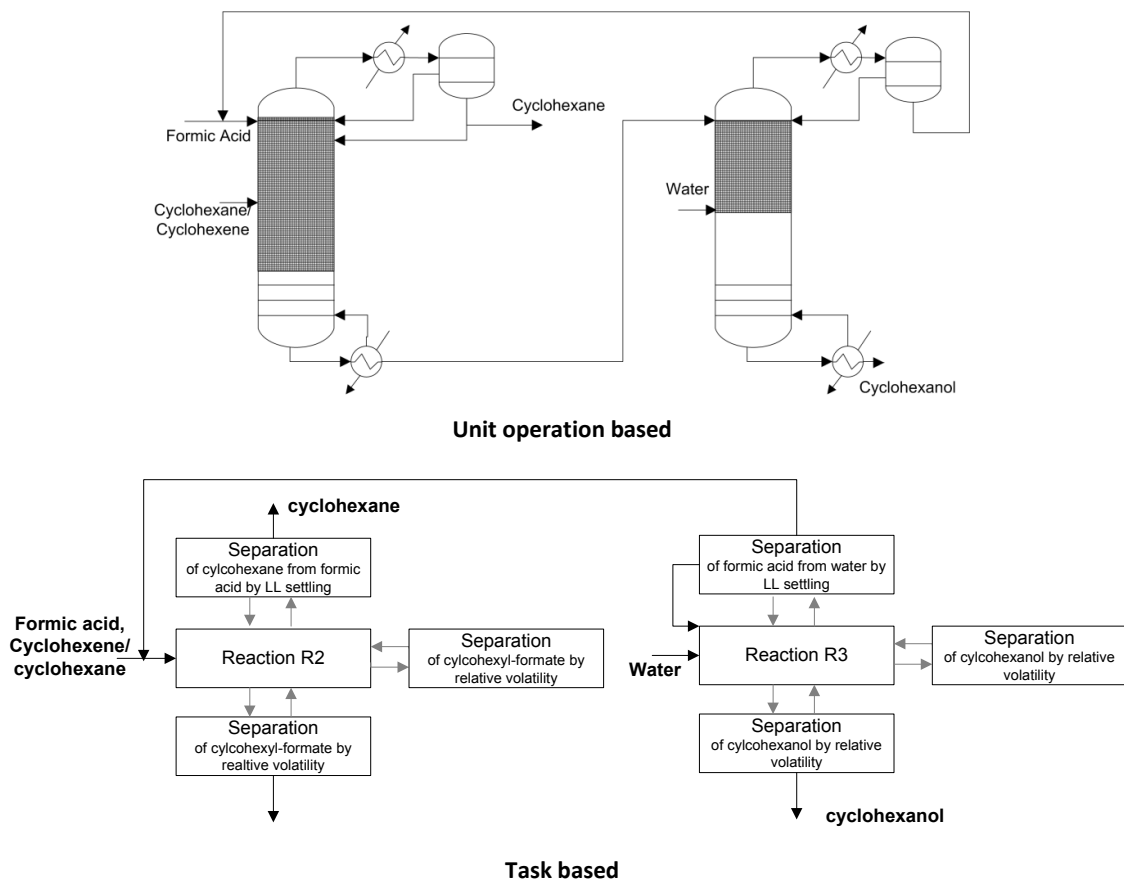 Cyclohexane
Formic Acid
Cyclohexane/
Cyclohexene
Water
Cyclohexanol
Unit operation based
cyclohexane
Separation
of cylcohexane from formic
acid by LL settling
Formic acid,
Cyclohexene/
cyclohexane
Reaction R2
Separation
of cylcohexyl-formate by
relative volatility
Separation
of cylcohexyl-formate by
realtive volatility
Separation
of formic acid from water by
LL settling
Water
Reaction R3
Separation
of cylcohexanol by relative
volatility
Separation
of cylcohexanol by relative
volatility
cyclohexanol
Task based